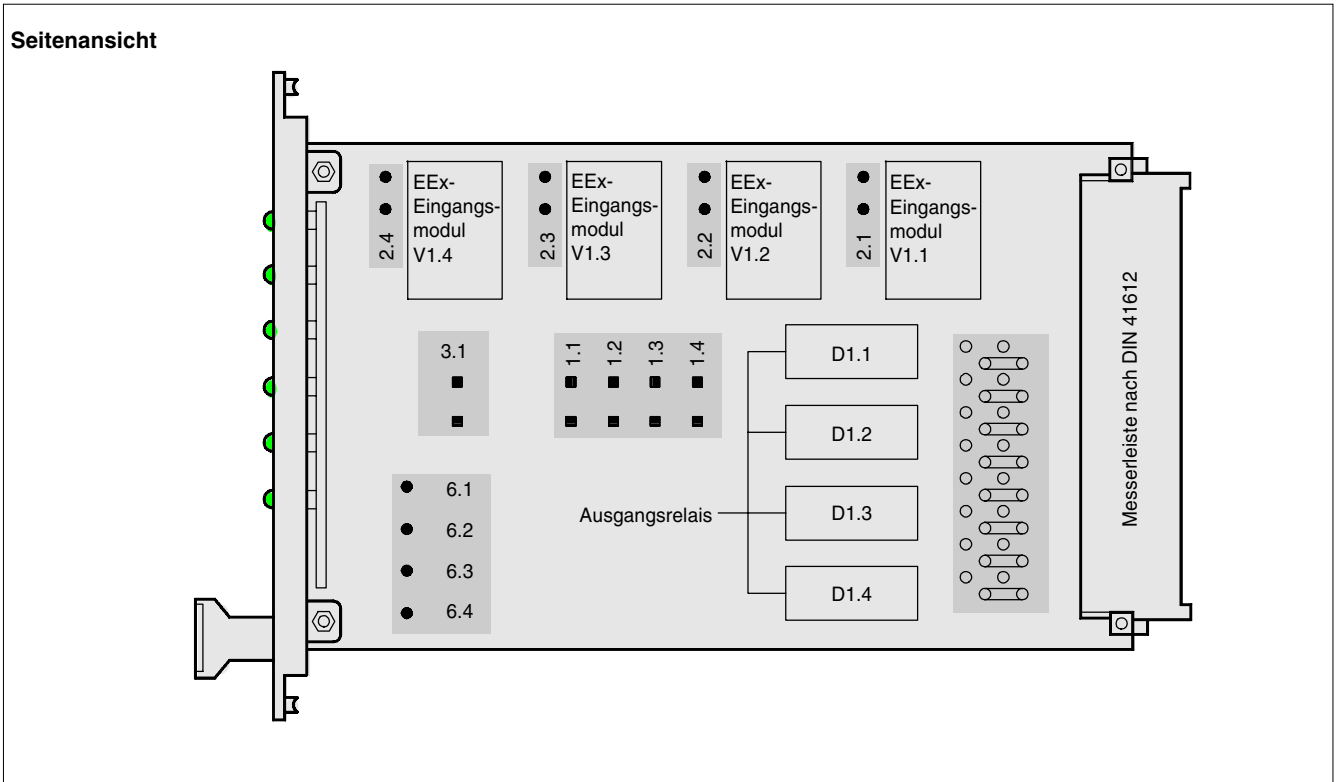 Seitenansicht
2.4
EEx-
Eingangs-
modul
V1.4
2.3
EEx-
Eingangs-
modul
V1.3
2.2
EEx-
Eingangs-
modul
V1.2
2.1
EEx-
Eingangs-
modul
V1.1
Messerleiste nach DIN 41612
3.1
1.1
1.2
1.3
1.4
D1.1
D1.2
D1.3
D1.4
Ausgangsrelais
6.1
6.2
6.3
6.4